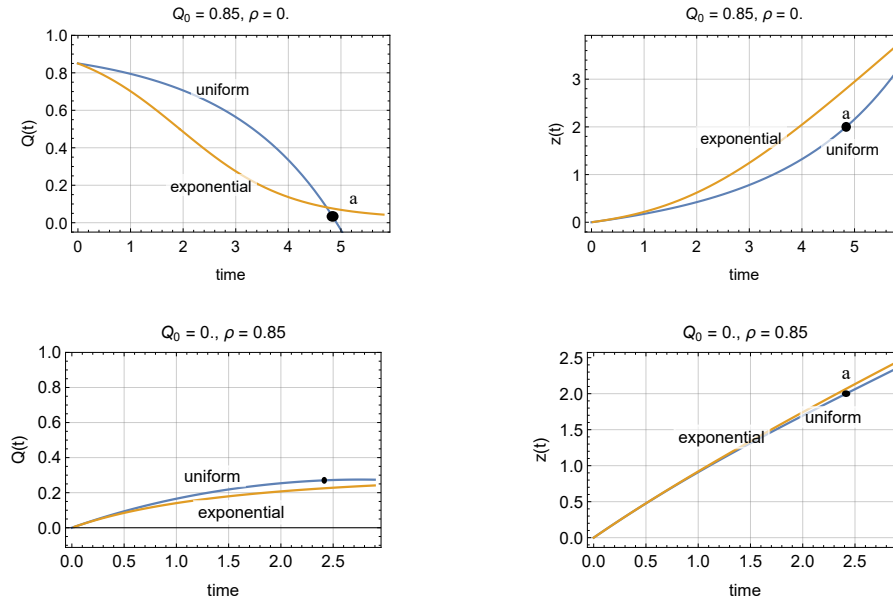 Q0 = 0.85, ρ = 0.
1.0
0.8
0.6
0.4
0.2
0.0
Q(t)
uniform
exponential
a
0 1 2 3 4 5
time
Q0 = 0.85, ρ = 0.
3
2
1
0
z(t)
a
exponential
uniform
0 1 2 3 4 5
time
Q0 = 0., ρ = 0.85
1.0
0.8
0.6
0.4
0.2
0.0
Q(t)
uniform
exponential
0.0 0.5 1.0 1.5 2.0 2.5
time
Q0 = 0., ρ = 0.85
2.5
2.0
1.5
1.0
0.5
0.0
z(t)
a
uniform
exponential
0.0 0.5 1.0 1.5 2.0 2.5
time